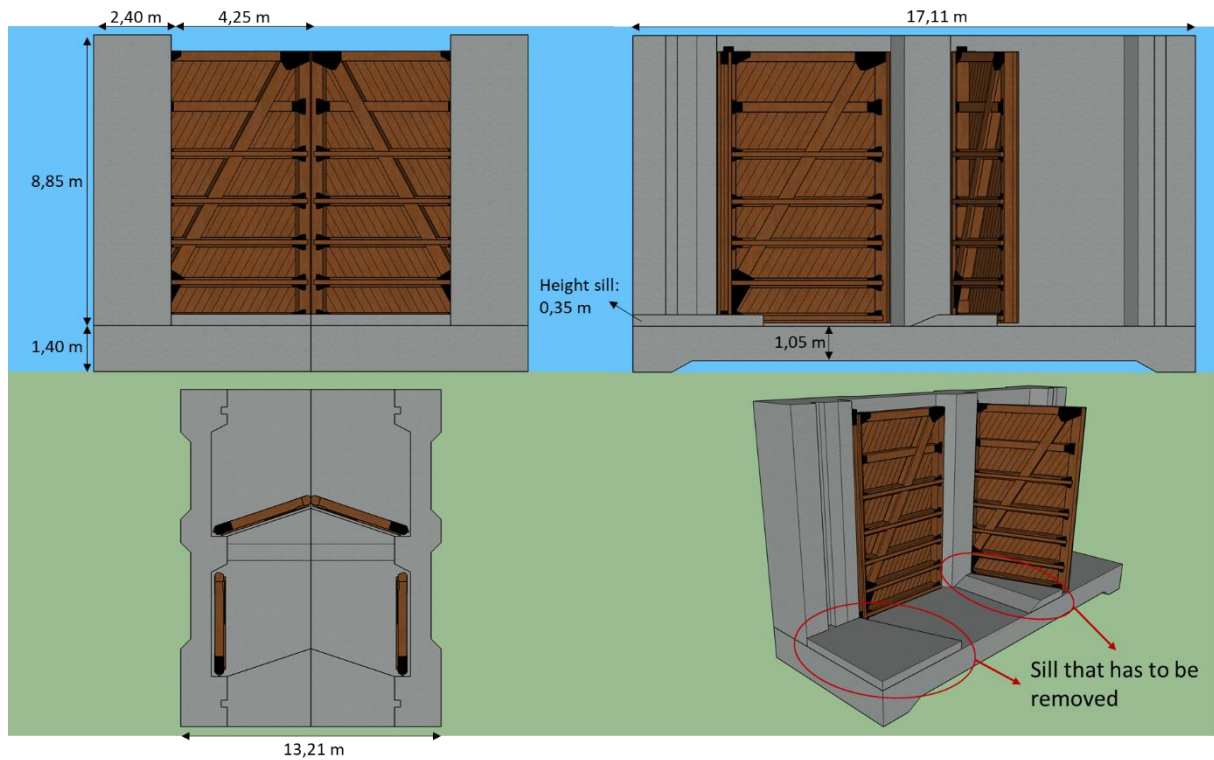 2,40 m
4,25 m
17,11 m
8,85 m
Height sill:
0,35 m
1,40 m
1,05 m
Sill that has to be
removed
13,21 m